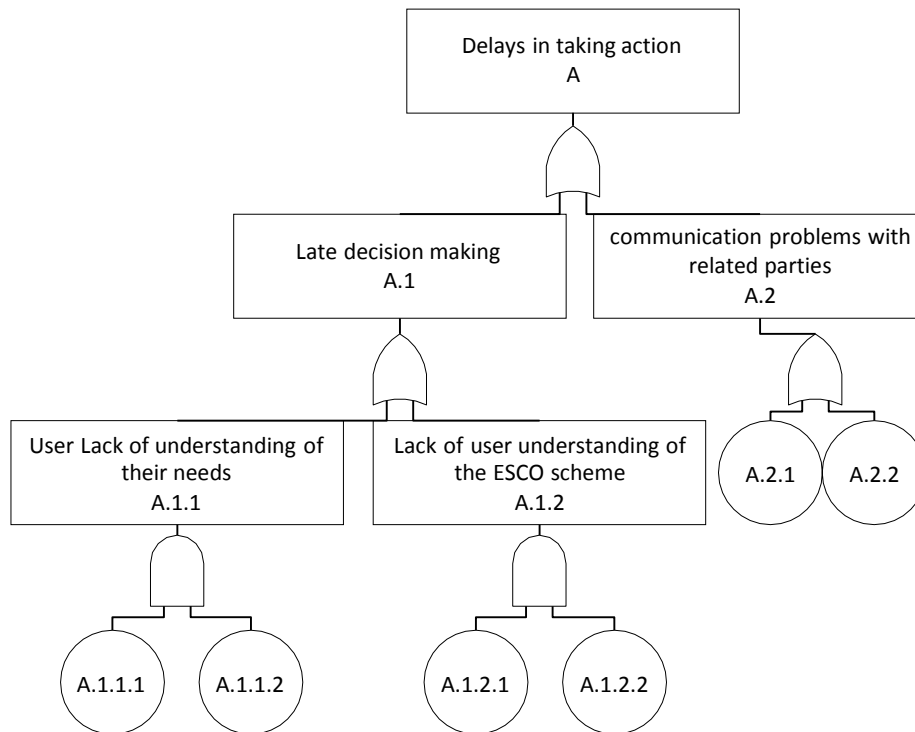 Delays in taking action
A
Late decision making
A.1
communication problems with
related parties
A.2
User Lack of understanding of
their needs
A.1.1
Lack of user understanding of
the ESCO scheme
A.1.2
A.2.1
A.2.2
A.1.1.1
A.1.1.2
A.1.2.1
A.1.2.2